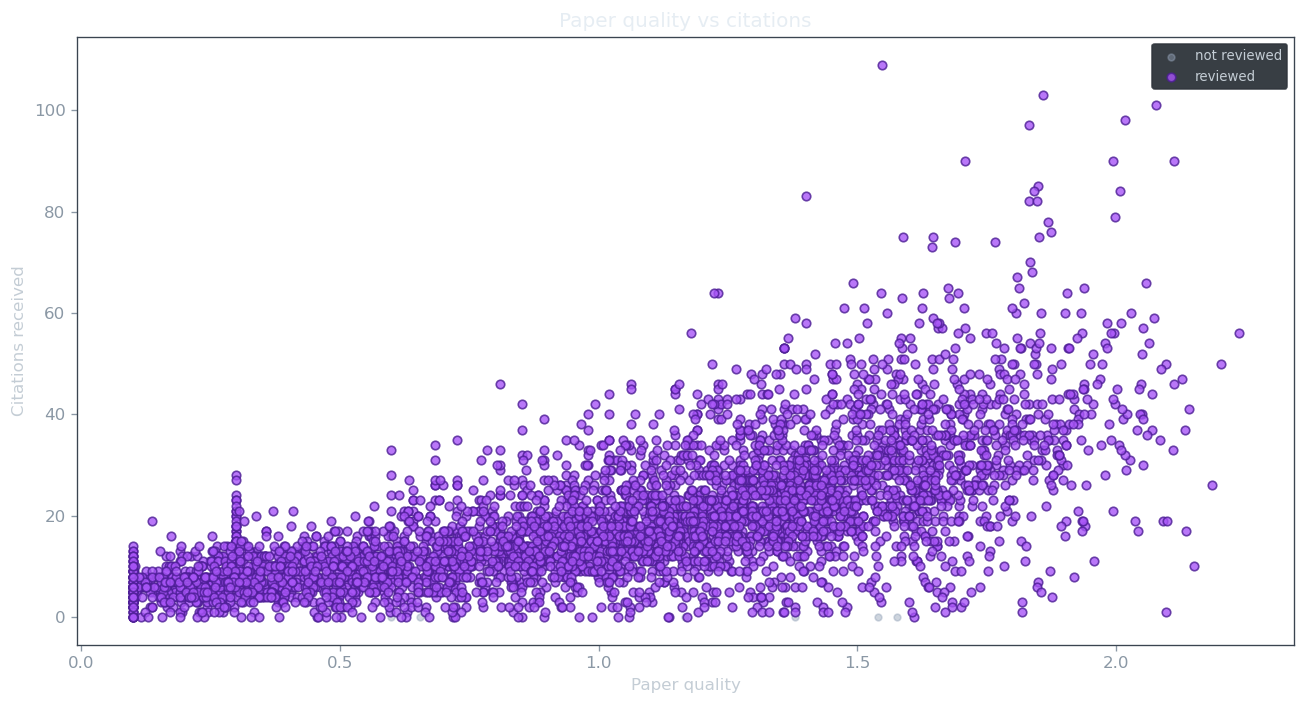 Paper quality vs citations
not reviewed
reviewed
100
80
60
40
20
0
Citations received
0.0 0.5 1.0 1.5 2.0
Paper quality